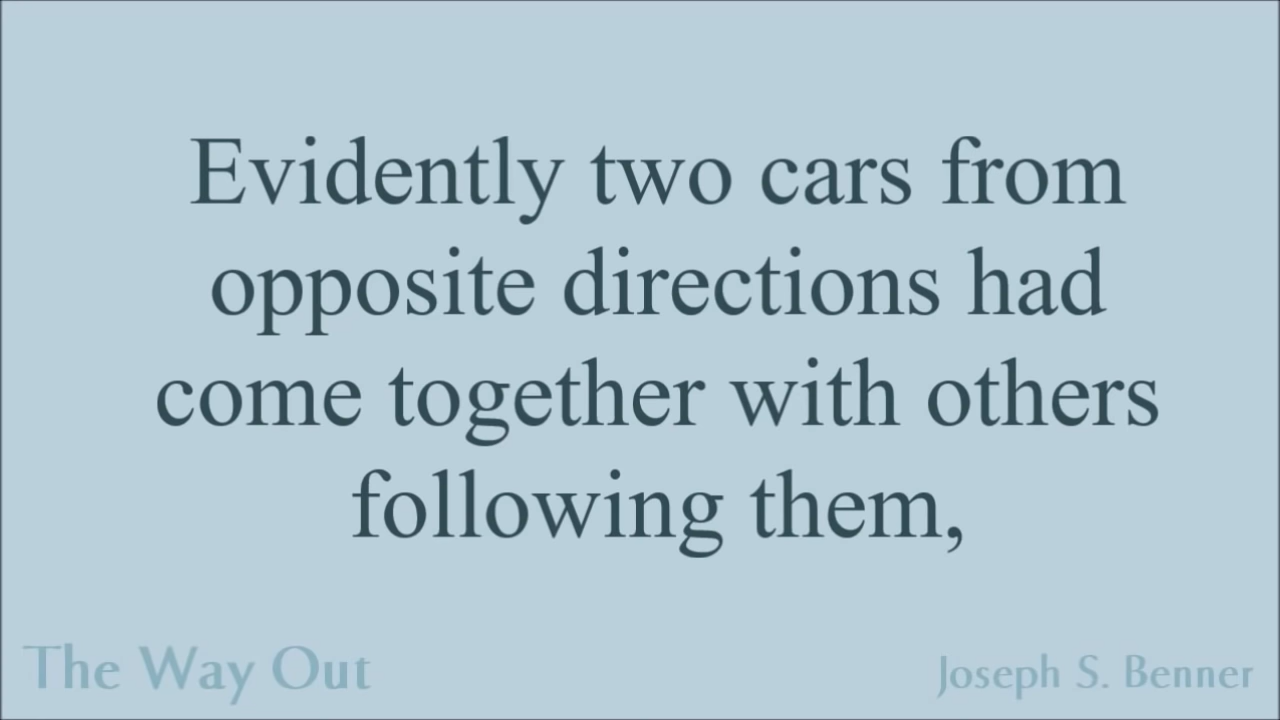 Evidently two cars from
opposite directions had
come together with others
following them,
The Way Out
Joseph S. Benner